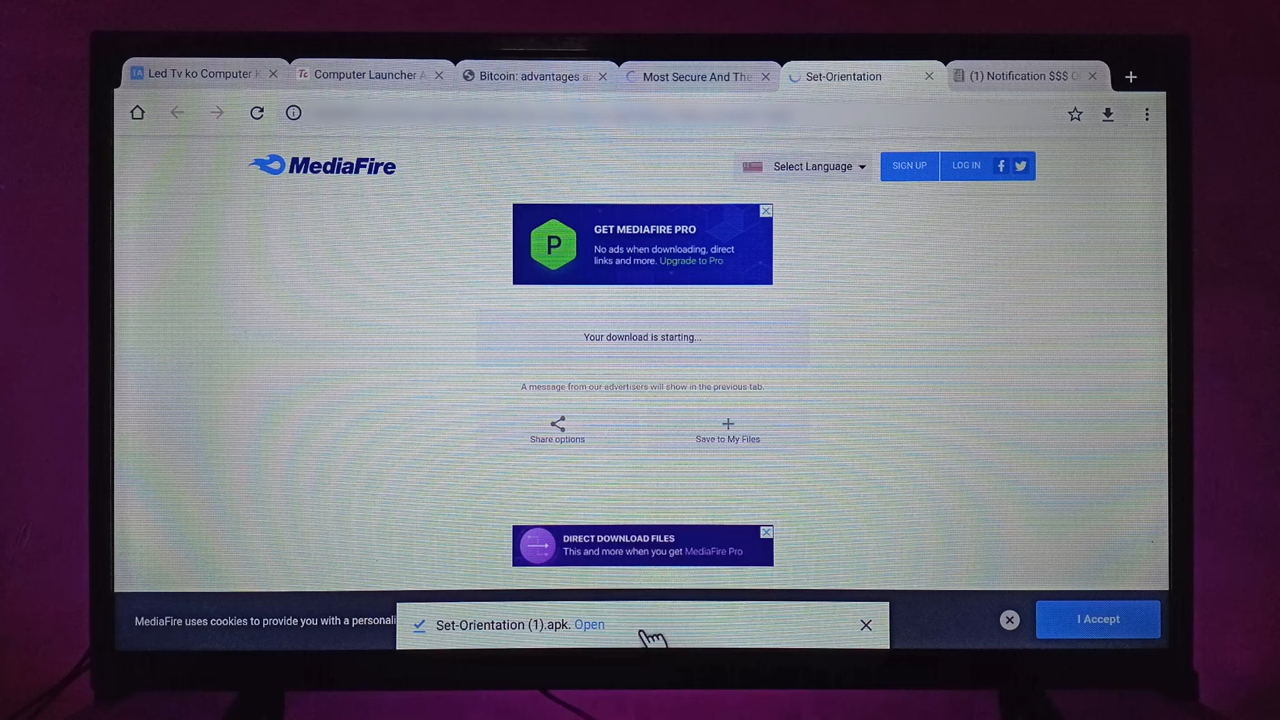 Led Tv ko Computer
Computer Launcher A
Bitcoin: advantages a
Most Secure And The
Set-Orientation
(1) Notification $$$
MediaFire
Select Language
SIGN UP
LOG IN
GET MEDIAFIRE PRO
No ads when downloading, direct
links and more. Upgrade to Pro
P
Your download is starting...
A message from our advertisers will show in the previous tab.
Share options
Save to My Files
DIRECT DOWNLOAD FILES
This and more when you get MediaFire Pro
MediaFire uses cookies to provide you with a personali
Set-Orientation (1).apk. Open
I Accept